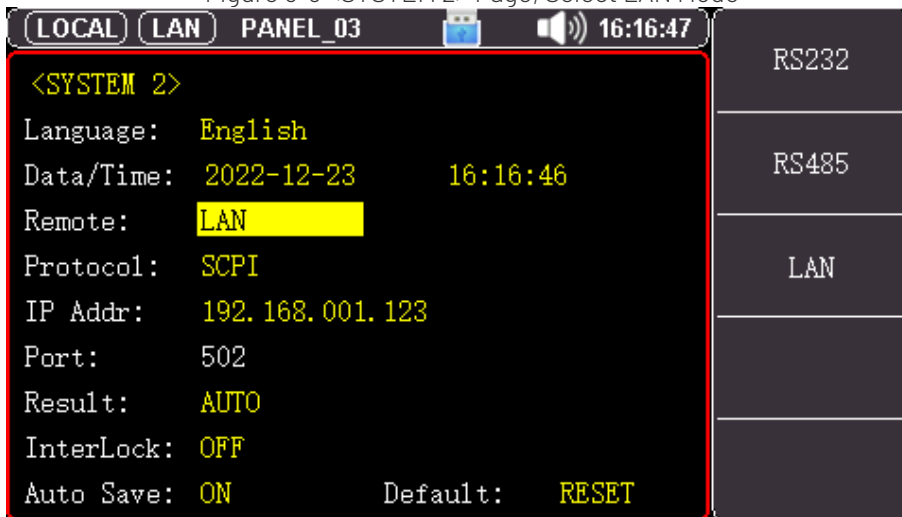 (LOCAL) (LAN) PANEL_03 16:16:47
<SYSTEM 2>
Language: English
Data/Time: 2022-12-23 16:16:46
Remote: LAN
Protocol: SCPI
IP Addr: 192.168.001.123
Port: 502
Result: AUTO
InterLock: OFF
Auto Save: ON Default: RESET
RS232
RS485
LAN